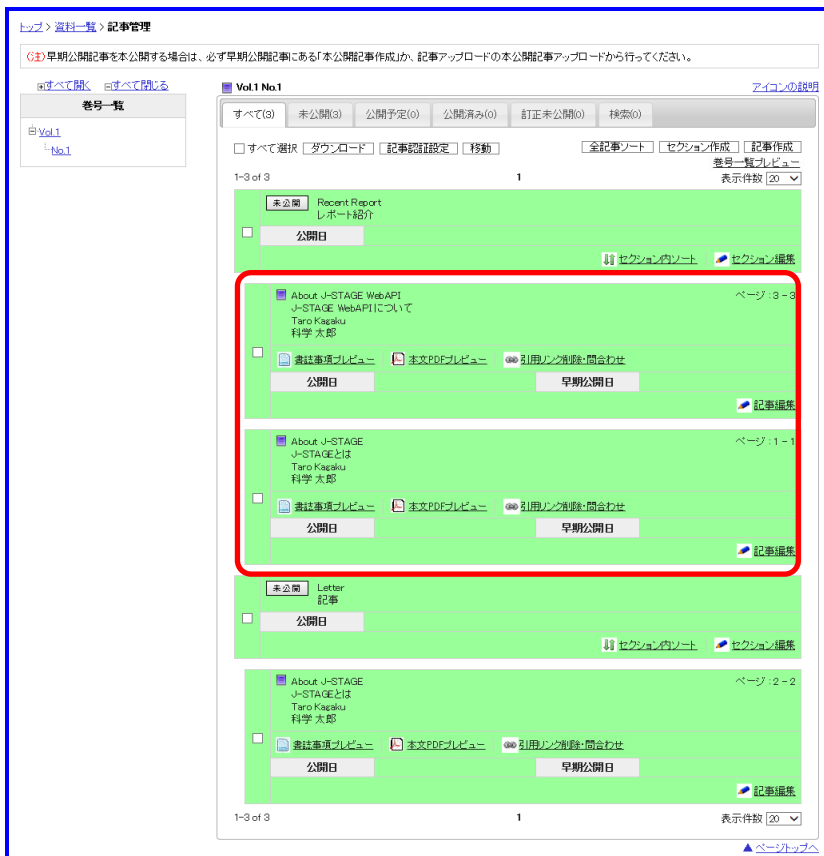 トップ > 資料一覧 > 記事管理
(注)早期公開記事を本公開する場合は、必ず早期公開記事にある「本公開記事作成」か、記事アップロードの本公開記事アップロードから行ってください。
すべて開く すべて閉じる
巻号一覧
Vol.1
No.1
Vol.1 No.1 アイコンの説明
すべて(3) 未公開(3) 公開予定(0) 公開済み(0) 訂正未公開(0) 検索(0)
すべて選択 ダウンロード 記事認証設定 移動 全記事ソート セクション作成 記事作成
巻号一覧プレビュー
1-3 of 3 1 表示件数 20
未公開 Recent Report
レポート紹介
公開日
セクション内ソート セクション編集
About J-STAGE WebAPI ページ:3-3
J-STAGE WebAPIについて
Taro Kagaku
科学 太郎
書誌事項プレビュー 本文PDFプレビュー 引用リンク削除・問合わせ
公開日 早期公開日
記事編集
About J-STAGE ページ:1-1
J-STAGEとは
Taro Kagaku
科学 太郎
書誌事項プレビュー 本文PDFプレビュー 引用リンク削除・問合わせ
公開日 早期公開日
記事編集
未公開 Letter
記事
公開日
セクション内ソート セクション編集
About J-STAGE ページ:2-2
J-STAGEとは
Taro Kagaku
科学 太郎
書誌事項プレビュー 本文PDFプレビュー 引用リンク削除・問合わせ
公開日 早期公開日
記事編集
1-3 of 3 1 表示件数 20
▲ ページトップへ